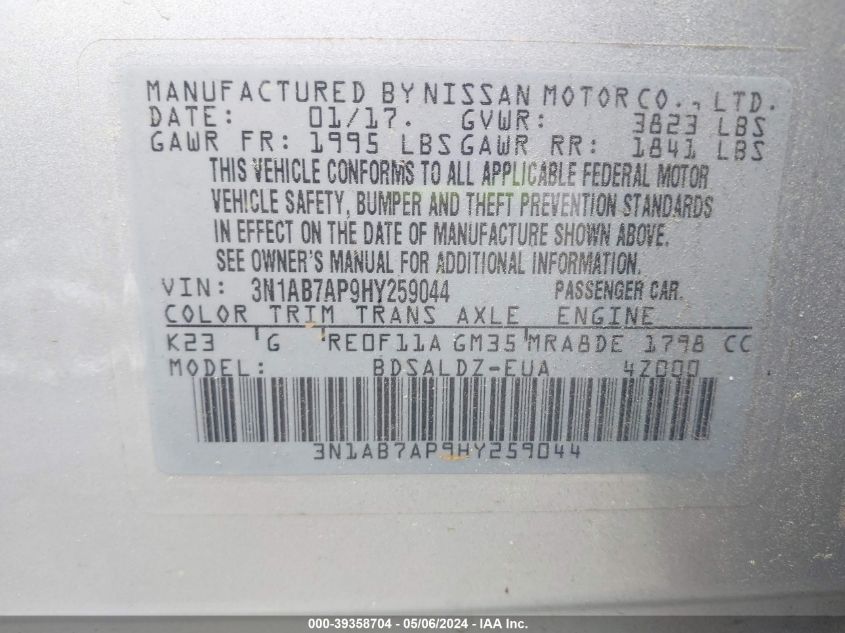 MANUFACTURED BY NISSAN MOTOR CO., LTD.
DATE: 01/17. GVWR: 3823 LBS
GAWR FR: 1995 LBS GAWR RR: 1841 LBS
THIS VEHICLE CONFORMS TO ALL APPLICABLE FEDERAL MOTOR
VEHICLE SAFETY, BUMPER AND THEFT PREVENTION STANDARDS
IN EFFECT ON THE DATE OF MANUFACTURE SHOWN ABOVE.
SEE OWNER'S MANUAL FOR ADDITIONAL INFORMATION.
VIN: 3N1AB7AP9HY259044 PASSENGER CAR.
COLOR TRIM TRANS AXLE ENGINE
K23 G RE0F11A GM35 MRA8DE 1798 CC
MODEL: BDSALDZ-EUA 4Z000
3N1AB7AP9HY259044
000-39358704 - 05/06/2024 - IAA Inc.